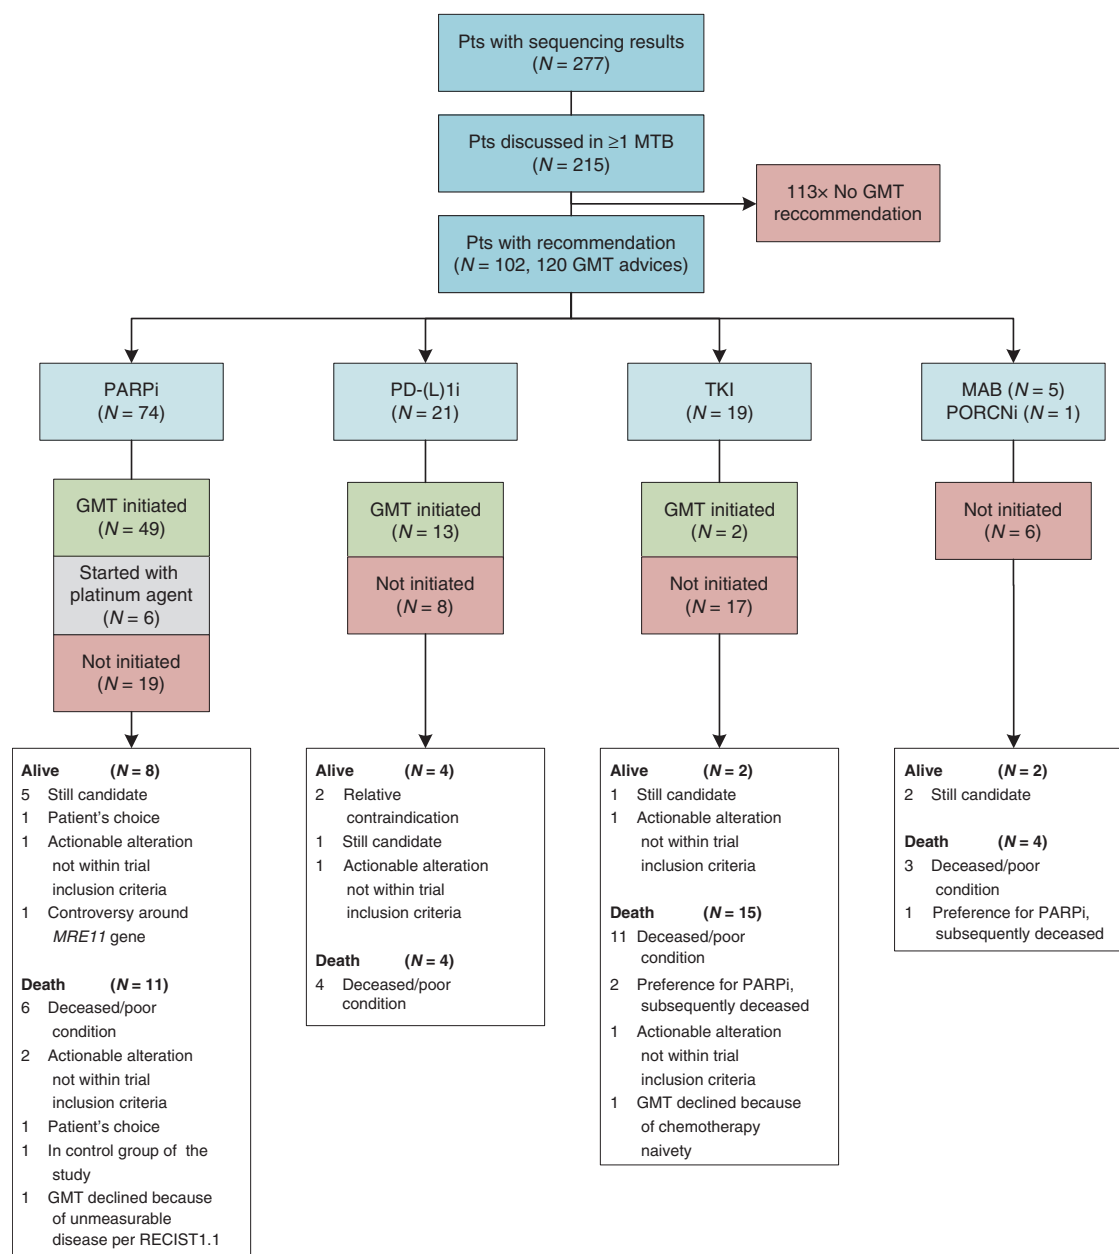 Pts with sequencing results
(N = 277)
Pts discussed in ≥1 MTB
(N = 215)
113× No GMT
reccommendation
Pts with recommendation
(N = 102, 120 GMT advices)
PARPi
(N = 74)
GMT initiated
(N = 49)
Started with
platinum agent
(N = 6)
Not initiated
(N = 19)
Alive (N = 8)
5 Still candidate
1 Patient's choice
1 Actionable alteration
not within trial
inclusion criteria
1 Controversy around
MRE11 gene
Death (N = 11)
6 Deceased/poor
condition
2 Actionable alteration
not within trial
inclusion criteria
1 Patient's choice
1 In control group of the
study
1 GMT declined because
of unmeasurable
disease per RECIST1.1
PD-(L)1i
(N = 21)
GMT initiated
(N = 13)
Not initiated
(N = 8)
Alive (N = 4)
2 Relative
contraindication
1 Still candidate
1 Actionable alteration
not within trial
inclusion criteria
Death (N = 4)
4 Deceased/poor
condition
TKI
(N = 19)
GMT initiated
(N = 2)
Not initiated
(N = 17)
Alive (N = 2)
1 Still candidate
1 Actionable alteration
not within trial
inclusion criteria
Death (N = 15)
11 Deceased/poor
condition
2 Preference for PARPi,
subsequently deceased
1 Actionable alteration
not within trial
inclusion criteria
1 GMT declined because
of chemotherapy
naivety
MAB (N = 5)
PORCNi (N = 1)
Not initiated
(N = 6)
Alive (N = 2)
2 Still candidate
Death (N = 4)
3 Deceased/poor
condition
1 Preference for PARPi,
subsequently deceased